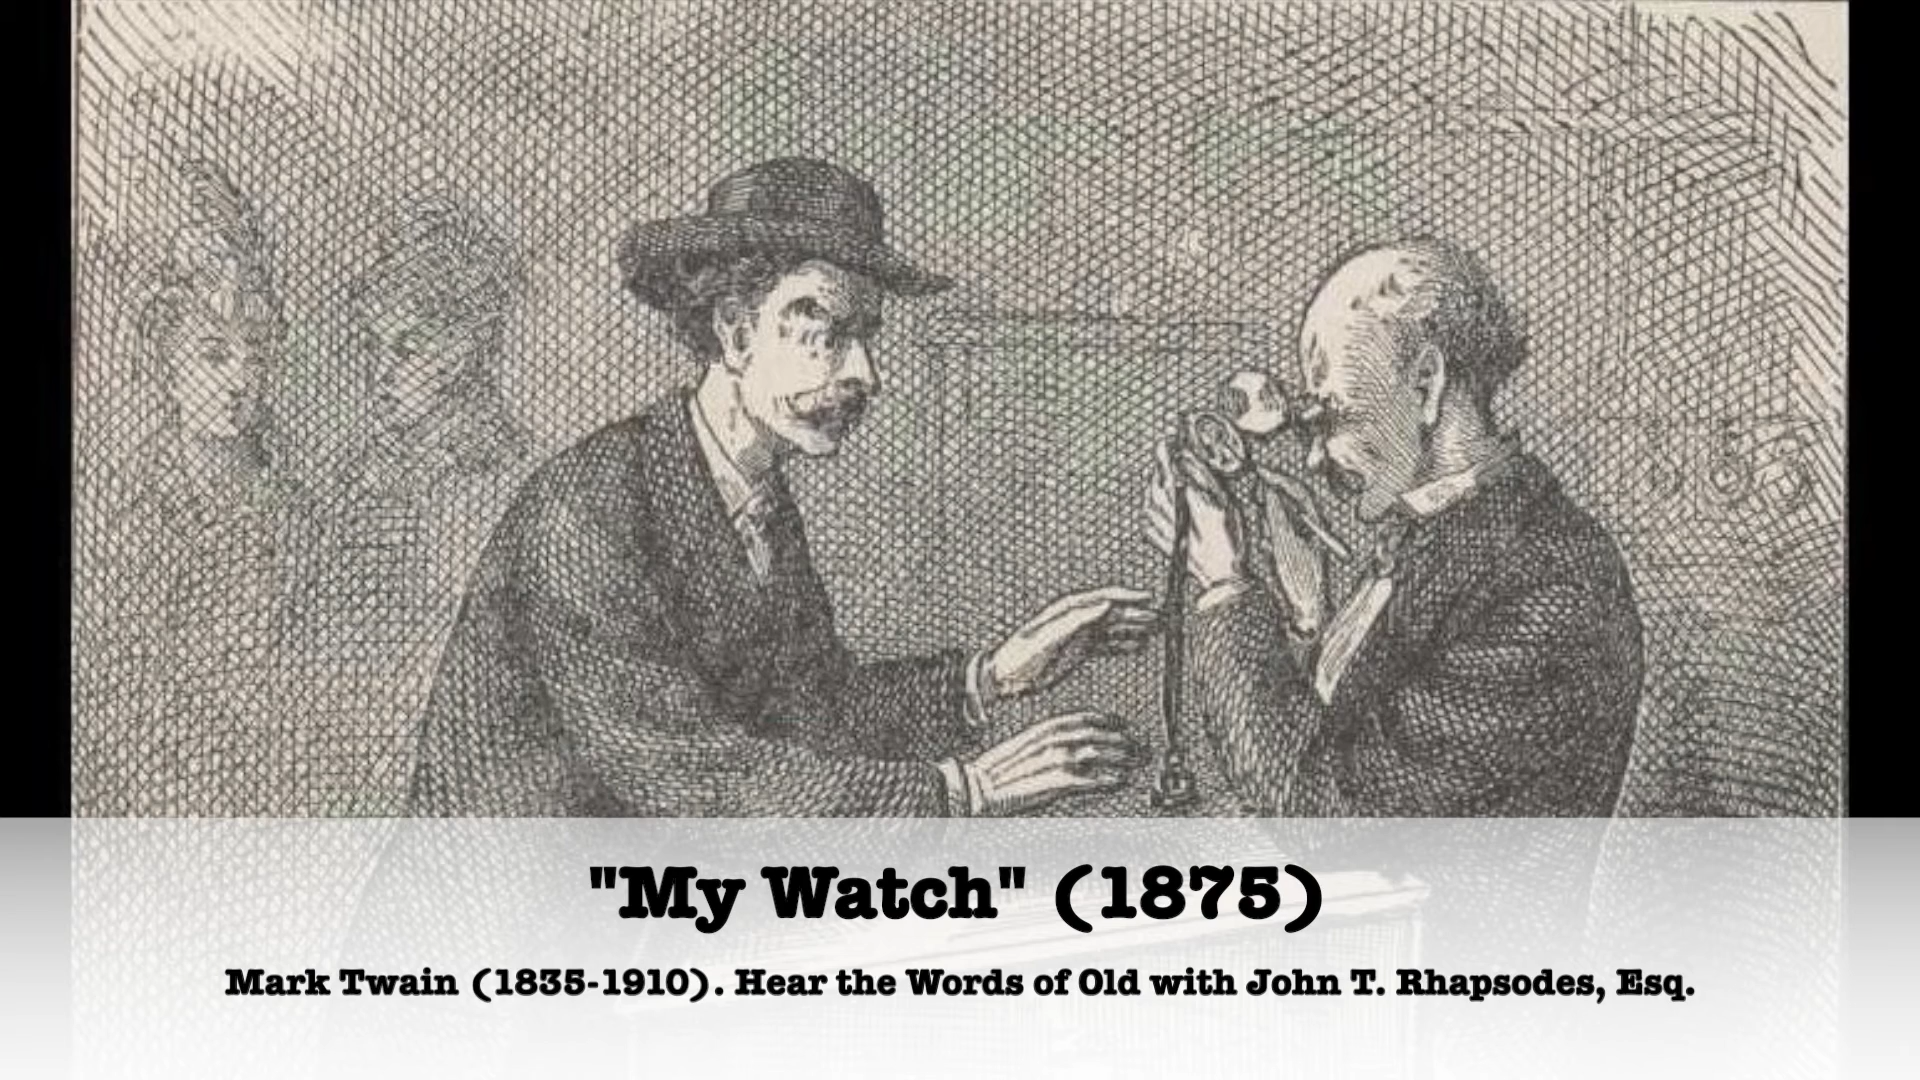 "My Watch" (1875)
Mark Twain (1835-1910). Hear the Words of Old with John T. Rhapsodes, Esq.